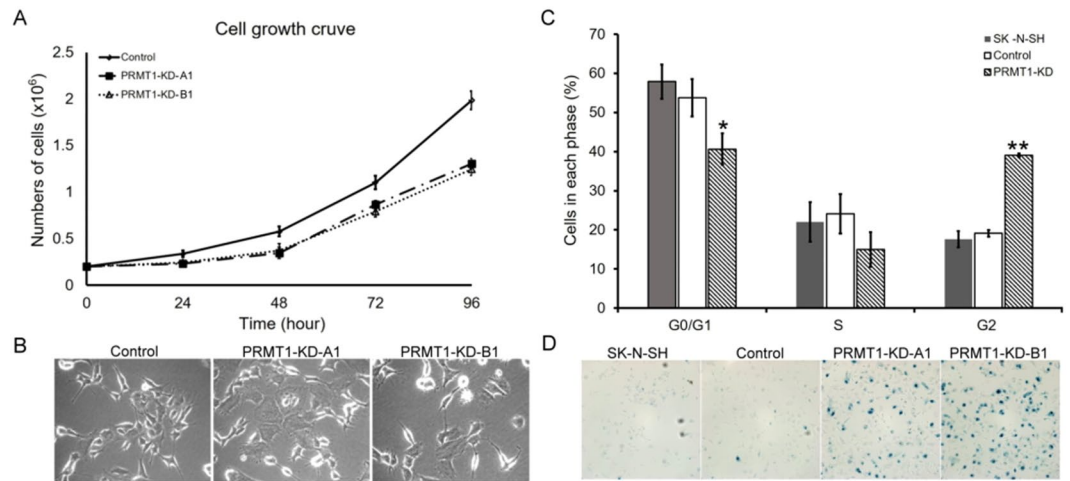 A
Cell growth cruve
2.5
2
1.5
1
0.5
0
Numbers of cells (x10⁶)
Control
PRMT1-KD-A1
PRMT1-KD-B1
0 24 48 72 96
Time (hour)
B
Control PRMT1-KD-A1 PRMT1-KD-B1
C
70
60
50
40
30
20
10
0
Cells in each phase (%)
SK -N-SH
Control
PRMT1-KD
*
**
G0/G1 S G2
D
SK-N-SH Control PRMT1-KD-A1 PRMT1-KD-B1